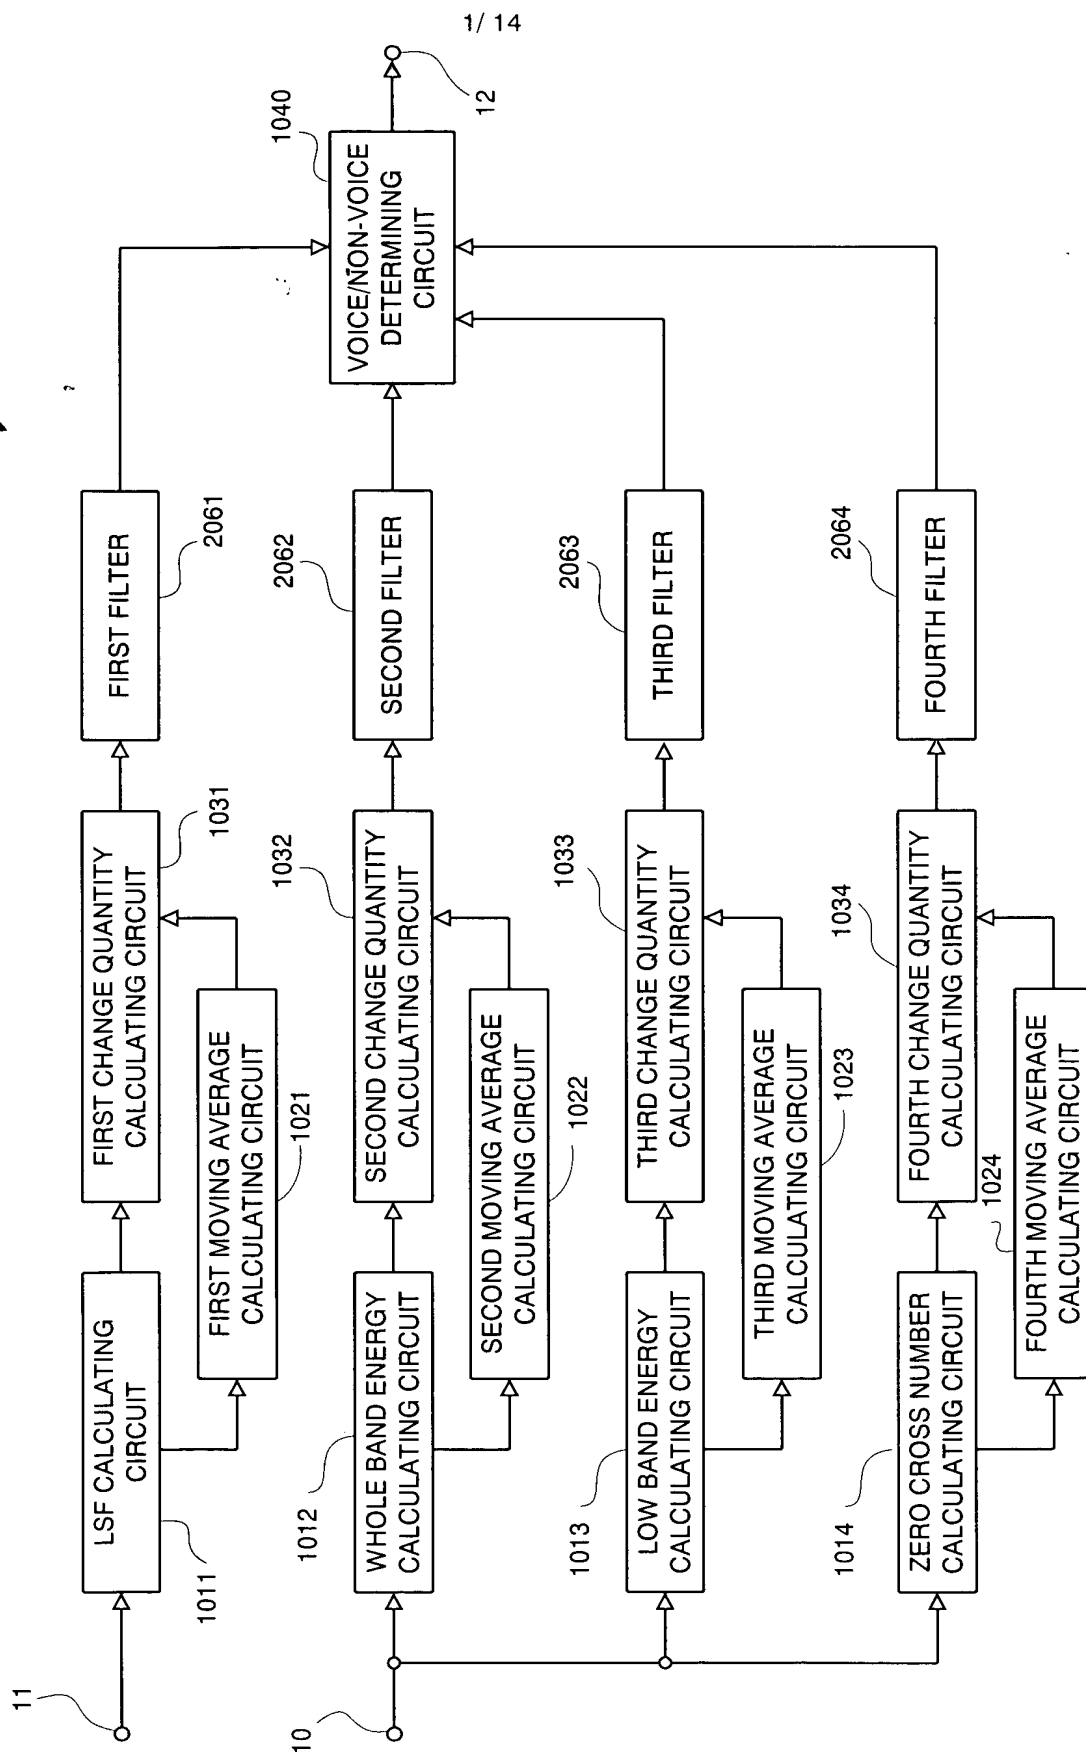 1/ 14
11
LSF CALCULATING
CIRCUIT
1011
FIRST MOVING AVERAGE
CALCULATING CIRCUIT
1021
FIRST CHANGE QUANTITY
CALCULATING CIRCUIT
1031
FIRST FILTER
2061
10
WHOLE BAND ENERGY
CALCULATING CIRCUIT
1012
SECOND MOVING AVERAGE
CALCULATING CIRCUIT
1022
SECOND CHANGE QUANTITY
CALCULATING CIRCUIT
1032
SECOND FILTER
2062
VOICE/NON-VOICE
DETERMINING
CIRCUIT
1040
12
LOW BAND ENERGY
CALCULATING CIRCUIT
1013
THIRD MOVING AVERAGE
CALCULATING CIRCUIT
1023
THIRD CHANGE QUANTITY
CALCULATING CIRCUIT
1033
THIRD FILTER
2063
ZERO CROSS NUMBER
CALCULATING CIRCUIT
1014
FOURTH MOVING AVERAGE
CALCULATING CIRCUIT
1024
FOURTH CHANGE QUANTITY
CALCULATING CIRCUIT
1034
FOURTH FILTER
2064